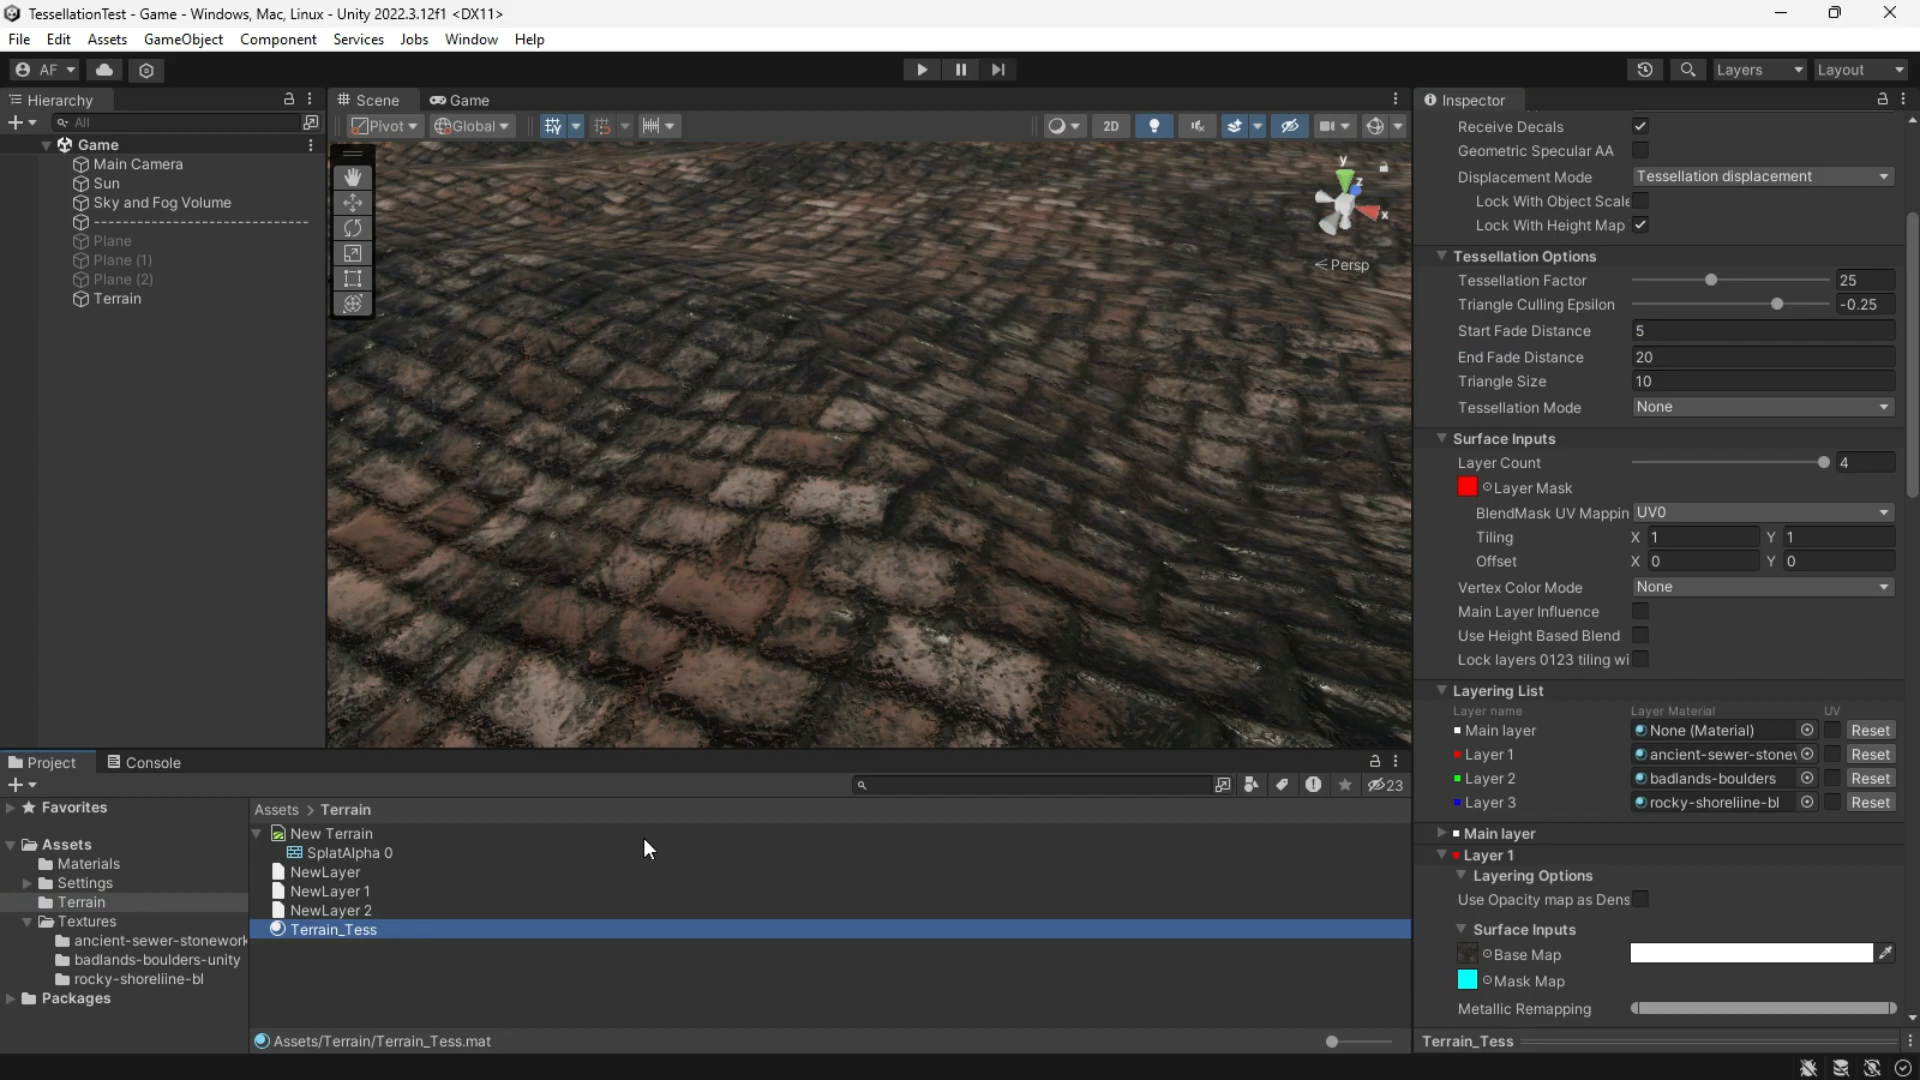 TessellationTest - Game - Windows, Mac, Linux - Unity 2022.3.12f1 <DX11>
File Edit Assets GameObject Component Services Jobs Window Help
AF Layers Layout
Hierarchy
All
Game
Main Camera
Sun
Sky and Fog Volume
--------------------------------
Plane
Plane (1)
Plane (2)
Terrain
Scene Game
Pivot Global 2D
y
z
x
Persp
Inspector
Receive Decals
Geometric Specular AA
Displacement Mode Tessellation displacement
Lock With Object Scale
Lock With Height Map
Tessellation Options
Tessellation Factor 25
Triangle Culling Epsilon -0.25
Start Fade Distance 5
End Fade Distance 20
Triangle Size 10
Tessellation Mode None
Surface Inputs
Layer Count 4
Layer Mask
BlendMask UV Mappin UV0
Tiling X 1 Y 1
Offset X 0 Y 0
Vertex Color Mode None
Main Layer Influence
Use Height Based Blend
Lock layers 0123 tiling wi
Layering List
Layer name Layer Material UV
Main layer None (Material) Reset
Layer 1 ancient-sewer-stonew Reset
Layer 2 badlands-boulders Reset
Layer 3 rocky-shoreliine-bl Reset
Main layer
Layer 1
Layering Options
Use Opacity map as Dens
Surface Inputs
Base Map
Mask Map
Metallic Remapping
Terrain_Tess
Project Console
23
Favorites
Assets
Materials
Settings
Terrain
Textures
ancient-sewer-stonework
badlands-boulders-unity
rocky-shoreliine-bl
Packages
Assets > Terrain
New Terrain
SplatAlpha 0
NewLayer
NewLayer 1
NewLayer 2
Terrain_Tess
Assets/Terrain/Terrain_Tess.mat